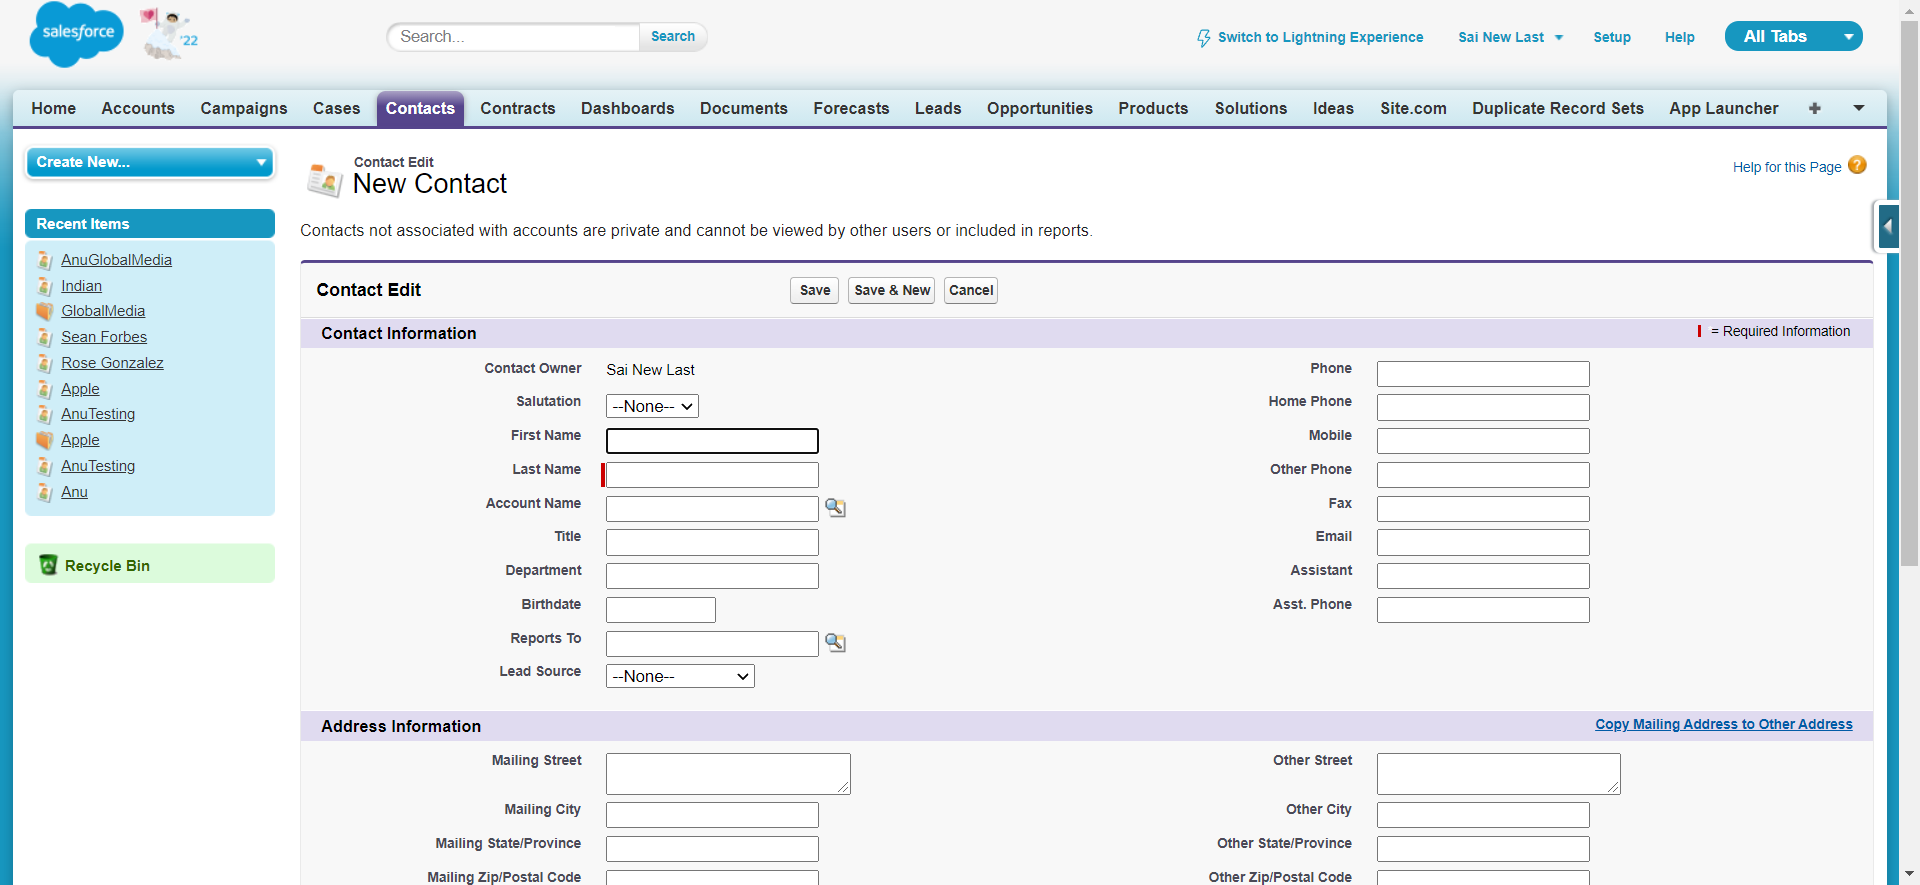 salesforce
'22
Search...
Search
Switch to Lightning Experience
Sai New Last
Setup
Help
All Tabs
Home
Accounts
Campaigns
Cases
Contacts
Contracts
Dashboards
Documents
Forecasts
Leads
Opportunities
Products
Solutions
Ideas
Site.com
Duplicate Record Sets
App Launcher
Create New...
Recent Items
AnuGlobalMedia
Indian
GlobalMedia
Sean Forbes
Rose Gonzalez
Apple
AnuTesting
Apple
AnuTesting
Anu
Recycle Bin
Contact Edit
New Contact
Help for this Page ?
Contacts not associated with accounts are private and cannot be viewed by other users or included in reports.
Contact Edit
Save
Save & New
Cancel
Contact Information
= Required Information
Contact Owner
Sai New Last
Salutation
--None--
First Name
Last Name
Account Name
Title
Department
Birthdate
Reports To
Lead Source
--None--
Phone
Home Phone
Mobile
Other Phone
Fax
Email
Assistant
Asst. Phone
Address Information
Copy Mailing Address to Other Address
Mailing Street
Mailing City
Mailing State/Province
Mailing Zip/Postal Code
Other Street
Other City
Other State/Province
Other Zip/Postal Code